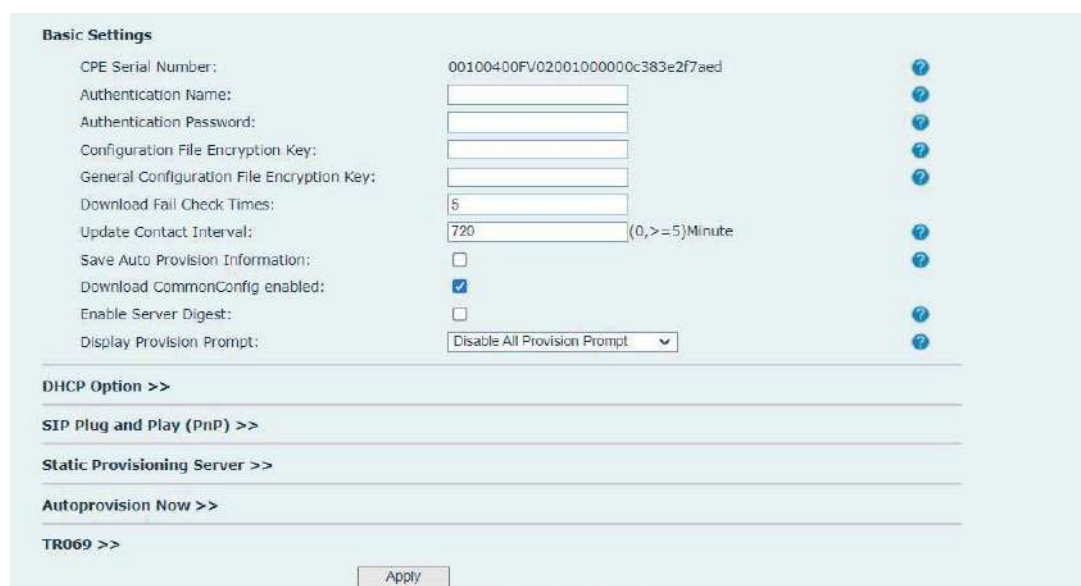 Basic Settings
CPE Serial Number: 00100400FV02001000000c383e2f7aed
Authentication Name:
Authentication Password:
Configuration File Encryption Key:
General Configuration File Encryption Key:
Download Fail Check Times: 5
Update Contact Interval: 720 (0,>=5)Minute
Save Auto Provision Information:
Download CommonConfig enabled:
Enable Server Digest:
Display Provision Prompt: Disable All Provision Prompt
DHCP Option >>
SIP Plug and Play (PnP) >>
Static Provisioning Server >>
Autoprovision Now >>
TR069 >>
Apply